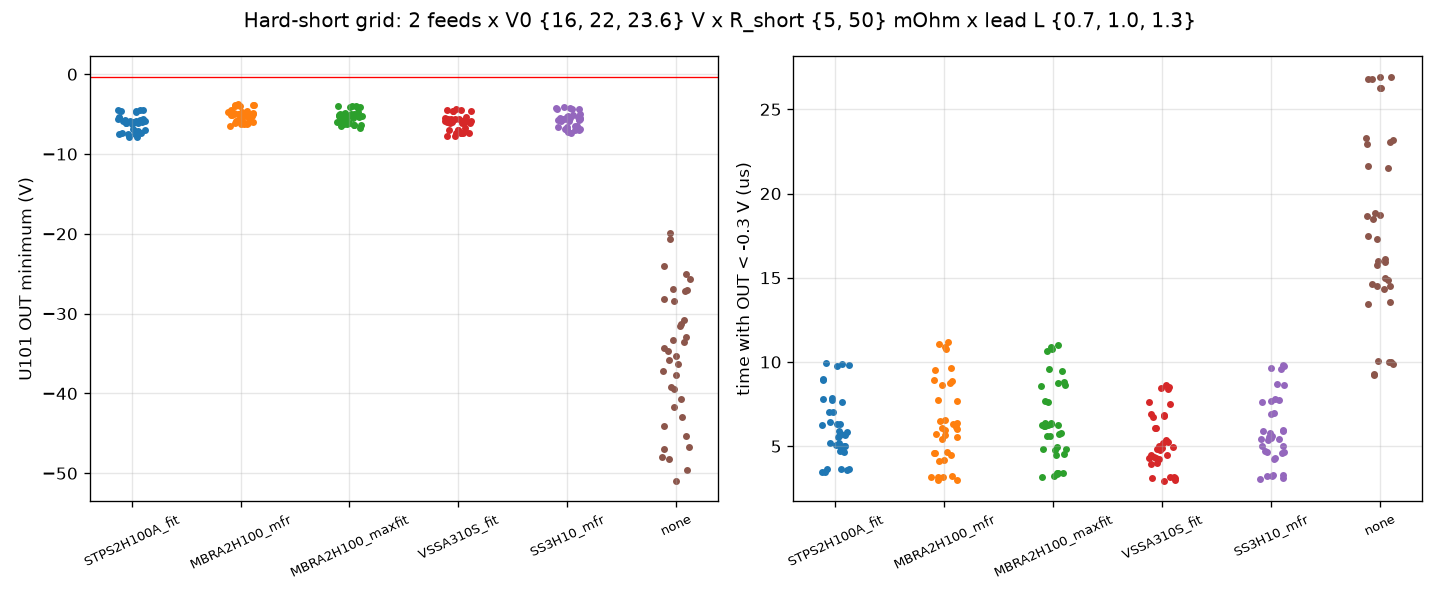 Hard-short grid: 2 feeds x V0 {16, 22, 23.6} V x R_short {5, 50} mOhm x lead L {0.7, 1.0, 1.3}
U101 OUT minimum (V)
0
−10
−20
−30
−40
−50
STPS2H100A_fit
MBRA2H100_mfr
MBRA2H100_maxfit
VSSA310S_fit
SS3H10_mfr
none
time with OUT < -0.3 V (us)
25
20
15
10
5
STPS2H100A_fit
MBRA2H100_mfr
MBRA2H100_maxfit
VSSA310S_fit
SS3H10_mfr
none